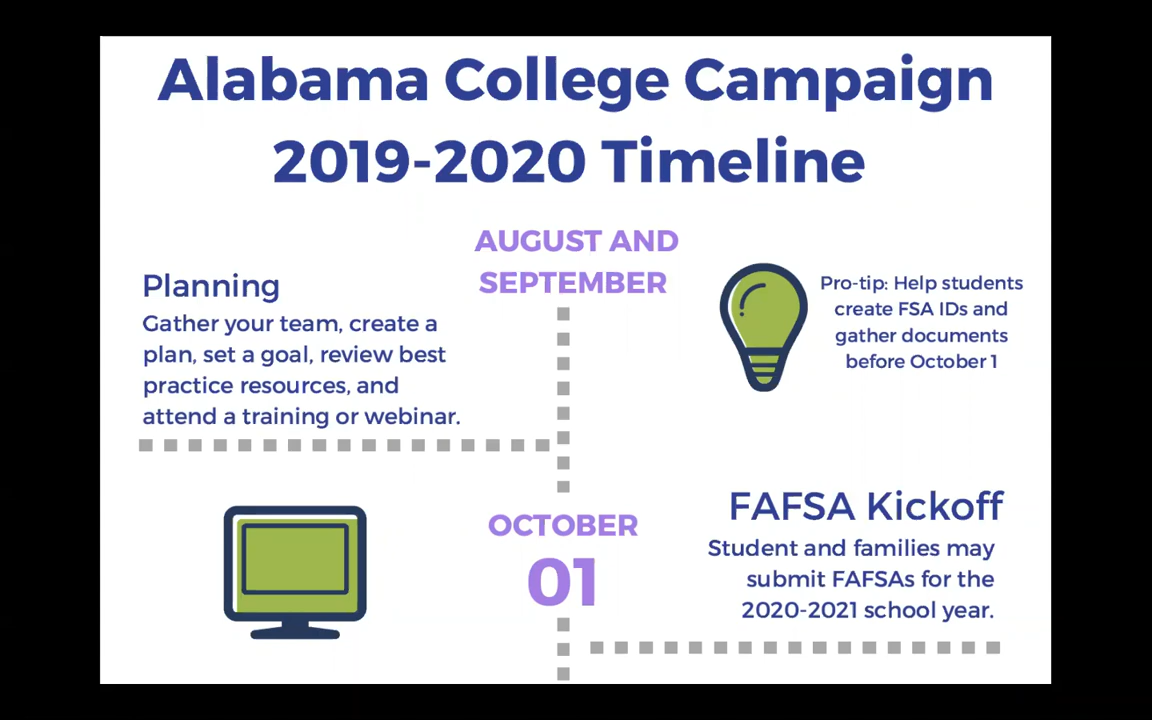 Alabama College Campaign
2019-2020 Timeline
AUGUST AND
SEPTEMBER
Planning
Gather your team, create a
plan, set a goal, review best
practice resources, and
attend a training or webinar.
Pro-tip: Help students
create FSA IDs and
gather documents
before October 1
OCTOBER
01
FAFSA Kickoff
Student and families may
submit FAFSAs for the
2020-2021 school year.